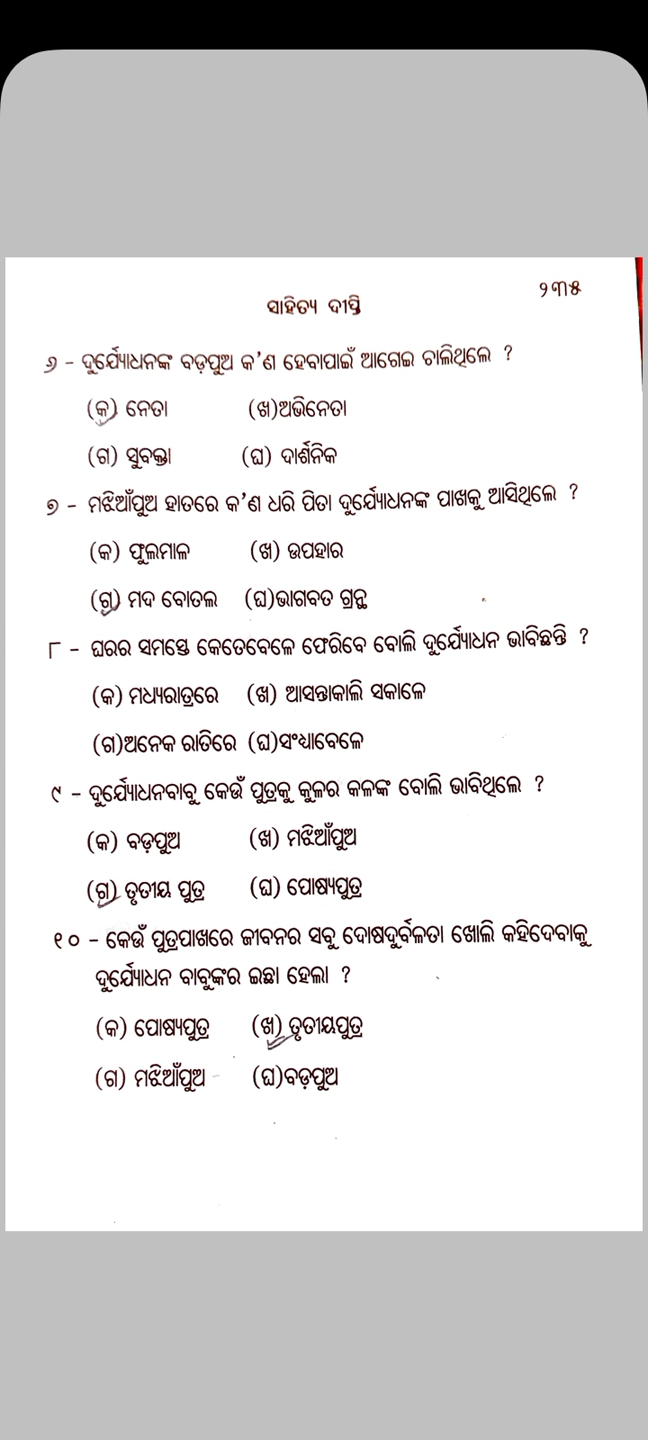 ୨୩୫
ସାହିତ୍ୟ ଦୀପ୍ତି
୬ - ଦୁର୍ଯ୍ୟୋଧନଙ୍କ ବଡ଼ପୁଅ କ'ଣ ହେବାପାଇଁ ଆଗେଇ ଚାଲିଥିଲେ ?
(କ) ନେତା (ଖ)ଅଭିନେତା
(ଗ) ସୁବକ୍ତା (ଘ) ଦାର୍ଶନିକ
୭ - ମଝିଆଁପୁଅ ହାତରେ କ'ଣ ଧରି ପିତା ଦୁର୍ଯ୍ୟୋଧନଙ୍କ ପାଖକୁ ଆସିଥିଲେ ?
(କ) ଫୁଲମାଳ (ଖ) ଉପହାର
(ଗ) ମଦ ବୋତଲ (ଘ)ଭାଗବତ ଗ୍ରନ୍ଥ
୮ - ଘରର ସମସ୍ତେ କେତେବେଳେ ଫେରିବେ ବୋଲି ଦୁର୍ଯ୍ୟୋଧନ ଭାବିଛନ୍ତି ?
(କ) ମଧ୍ୟରାତ୍ରରେ (ଖ) ଆସନ୍ତାକାଲି ସକାଳେ
(ଗ)ଅନେକ ରାତିରେ (ଘ)ସଂଧ୍ୟାବେଳେ
୯ - ଦୁର୍ଯ୍ୟୋଧନବାବୁ କେଉଁ ପୁତ୍ରକୁ କୁଳର କଳଙ୍କ ବୋଲି ଭାବିଥିଲେ ?
(କ) ବଡ଼ପୁଅ (ଖ) ମଝିଆଁପୁଅ
(ଗ) ତୃତୀୟ ପୁତ୍ର (ଘ) ପୋଷ୍ୟପୁତ୍ର
୧୦ - କେଉଁ ପୁତ୍ରପାଖରେ ଜୀବନର ସବୁ ଦୋଷଦୁର୍ବଳତା ଖୋଲି କହିଦେବାକୁ
ଦୁର୍ଯ୍ୟୋଧନ ବାବୁଙ୍କର ଇଛା ହେଲା ?
(କ) ପୋଷ୍ୟପୁତ୍ର (ଖ) ତୃତୀୟପୁତ୍ର
(ଗ) ମଝିଆଁପୁଅ (ଘ)ବଡ଼ପୁଅ